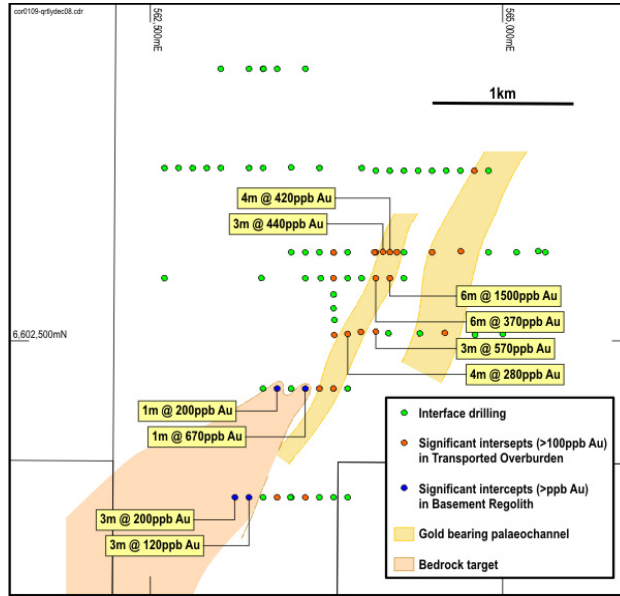 cor0109-qrtlydec08.cdr
562,500mE
565,000mE
1km
4m @ 420ppb Au
3m @ 440ppb Au
6m @ 1500ppb Au
6m @ 370ppb Au
6,602,500mN
3m @ 570ppb Au
4m @ 280ppb Au
1m @ 200ppb Au
1m @ 670ppb Au
3m @ 200ppb Au
3m @ 120ppb Au
Interface drilling
Significant intersepts (>100ppb Au)
in Transported Overburden
Significant intercepts (>ppb Au)
in Basement Regolith
Gold bearing palaeochannel
Bedrock target